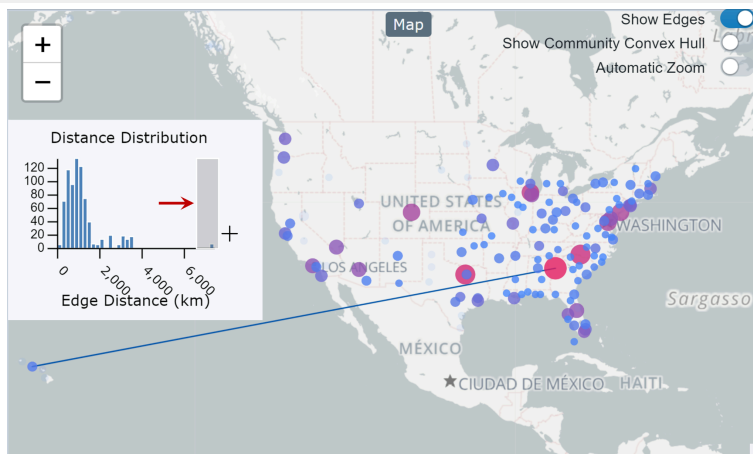 Map
Show Edges
Show Community Convex Hull
Automatic Zoom
+
−
Distance Distribution
120
100
80
60
40
20
0
0
2,000
4,000
6,000
Edge Distance (km)
UNITED STATES
OF AMERICA
WASHINGTON
LOS ANGELES
Sargasso
MÉXICO
CIUDAD DE MÉXICO
HAITI